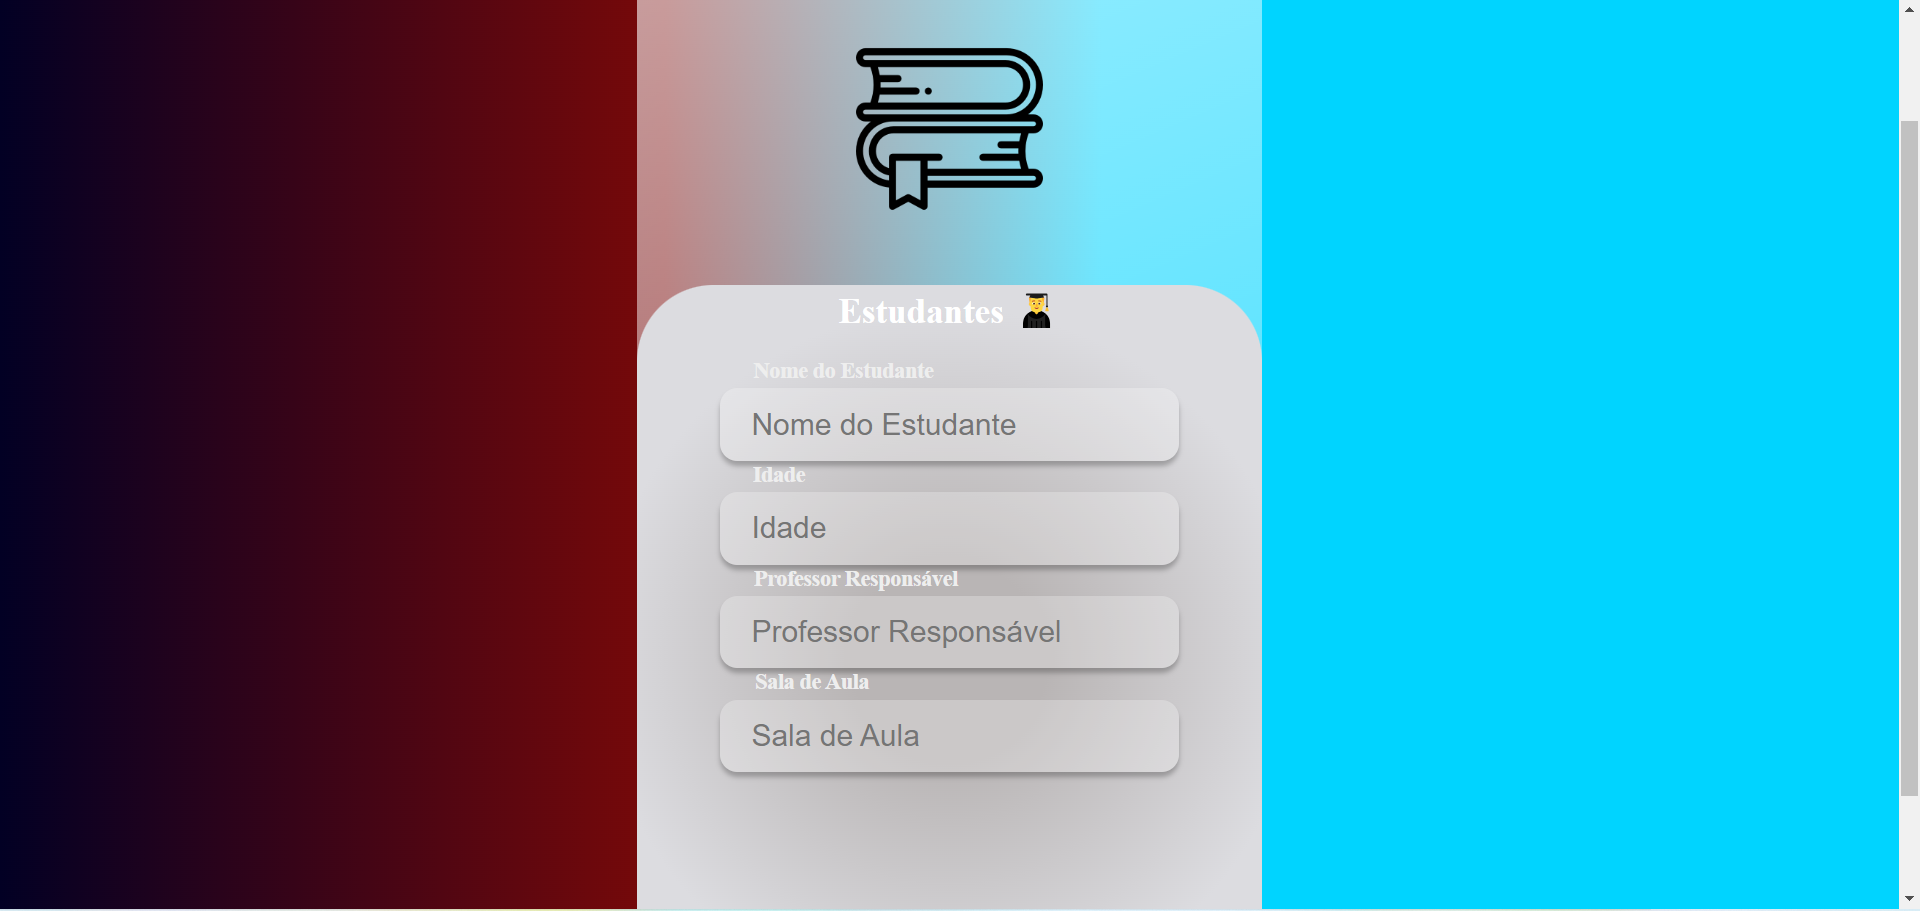 Estudantes
Nome do Estudante
Nome do Estudante
Idade
Idade
Professor Responsável
Professor Responsável
Sala de Aula
Sala de Aula